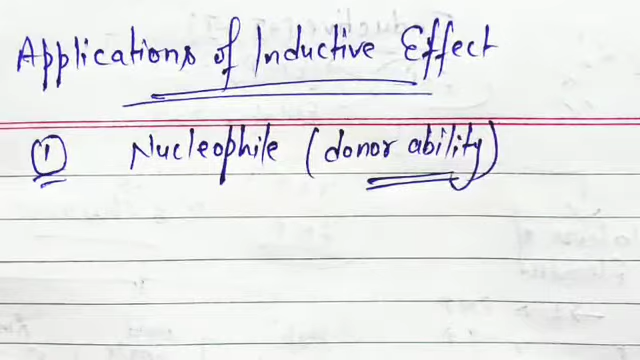 Applications of Inductive Effect
① Nucleophile (donor ability)